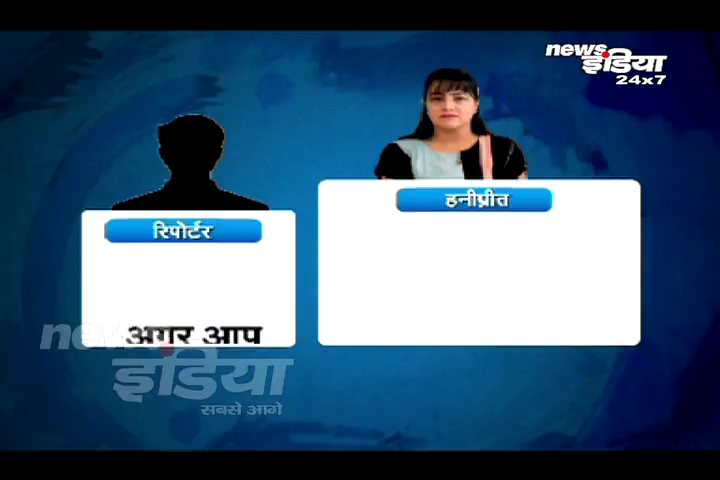 news
इंडिया
24x7
हनीप्रीत
रिपोर्टर
अगर आप
news
इंडिया
सबसे आगे